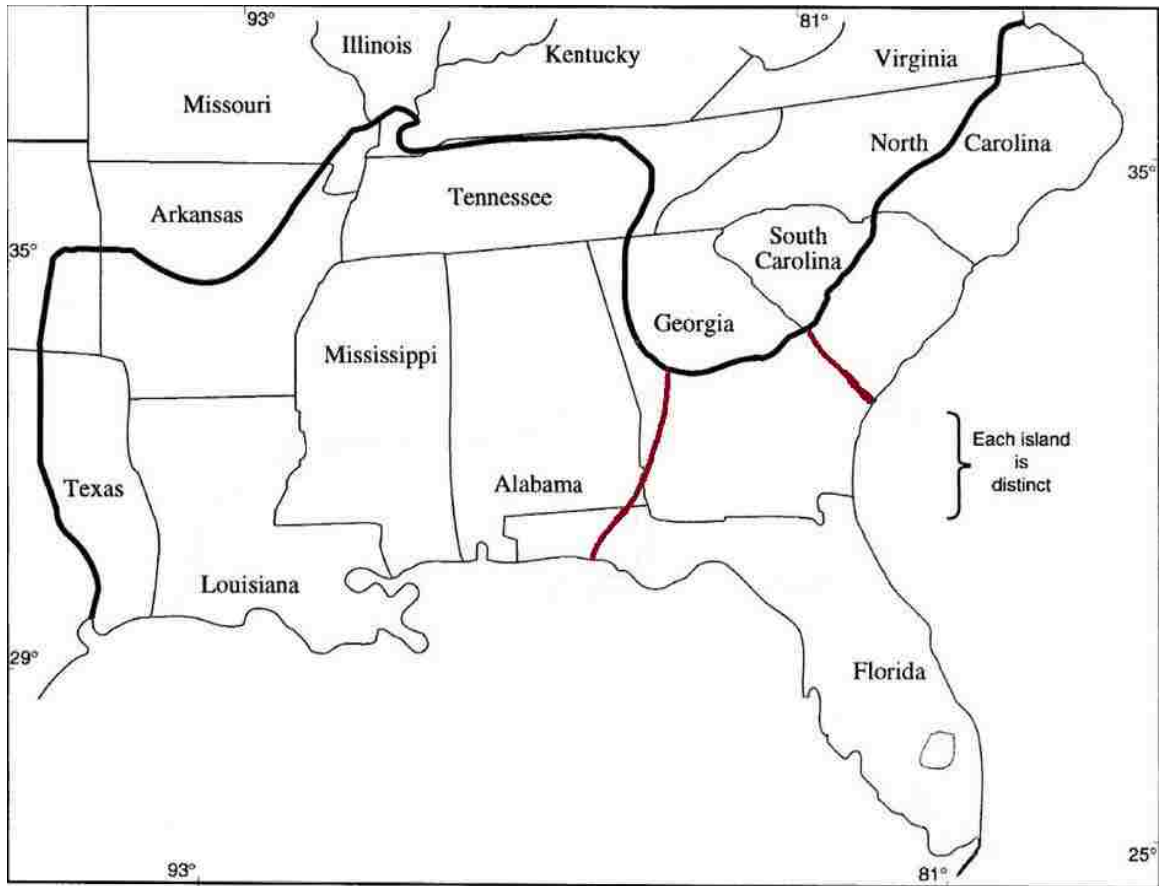 93°
81°
Illinois
Kentucky
Virginia
Missouri
North Carolina
35°
Tennessee
Arkansas
35°
South
Carolina
Georgia
Mississippi
Each island
is
distinct
Texas
Alabama
Louisiana
29°
Florida
25°
93°
81°